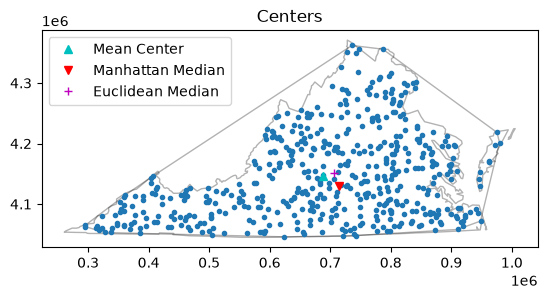 Centers
1e6
Mean Center
Manhattan Median
Euclidean Median
4.3
4.2
4.1
0.3 0.4 0.5 0.6 0.7 0.8 0.9 1.0
1e6